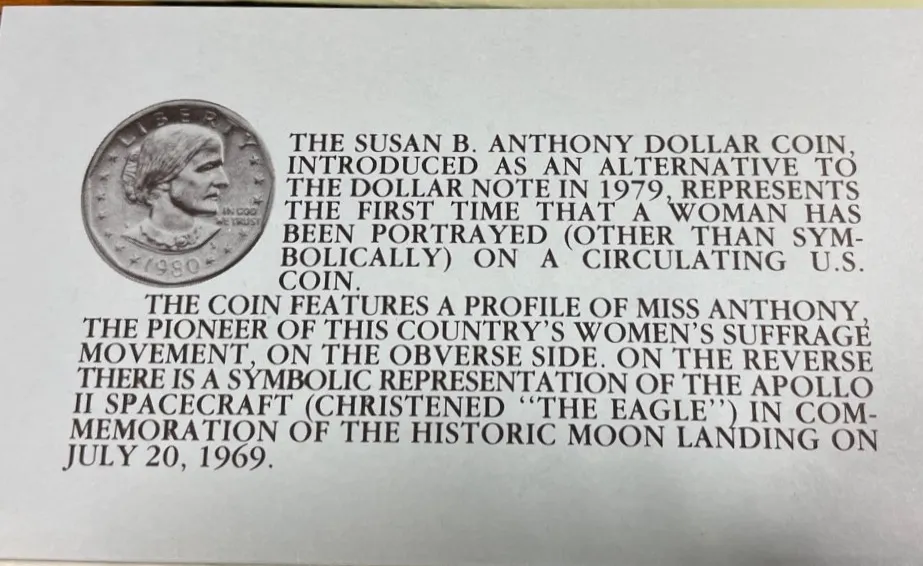 LIBERTY
IN GOD
WE TRUST
1980
THE SUSAN B. ANTHONY DOLLAR COIN,
INTRODUCED AS AN ALTERNATIVE TO
THE DOLLAR NOTE IN 1979, REPRESENTS
THE FIRST TIME THAT A WOMAN HAS
BEEN PORTRAYED (OTHER THAN SYM-
BOLICALLY) ON A CIRCULATING U.S.
COIN.
THE COIN FEATURES A PROFILE OF MISS ANTHONY,
THE PIONEER OF THIS COUNTRY'S WOMEN'S SUFFRAGE
MOVEMENT, ON THE OBVERSE SIDE. ON THE REVERSE
THERE IS A SYMBOLIC REPRESENTATION OF THE APOLLO
II SPACECRAFT (CHRISTENED "THE EAGLE") IN COM-
MEMORATION OF THE HISTORIC MOON LANDING ON
JULY 20, 1969.